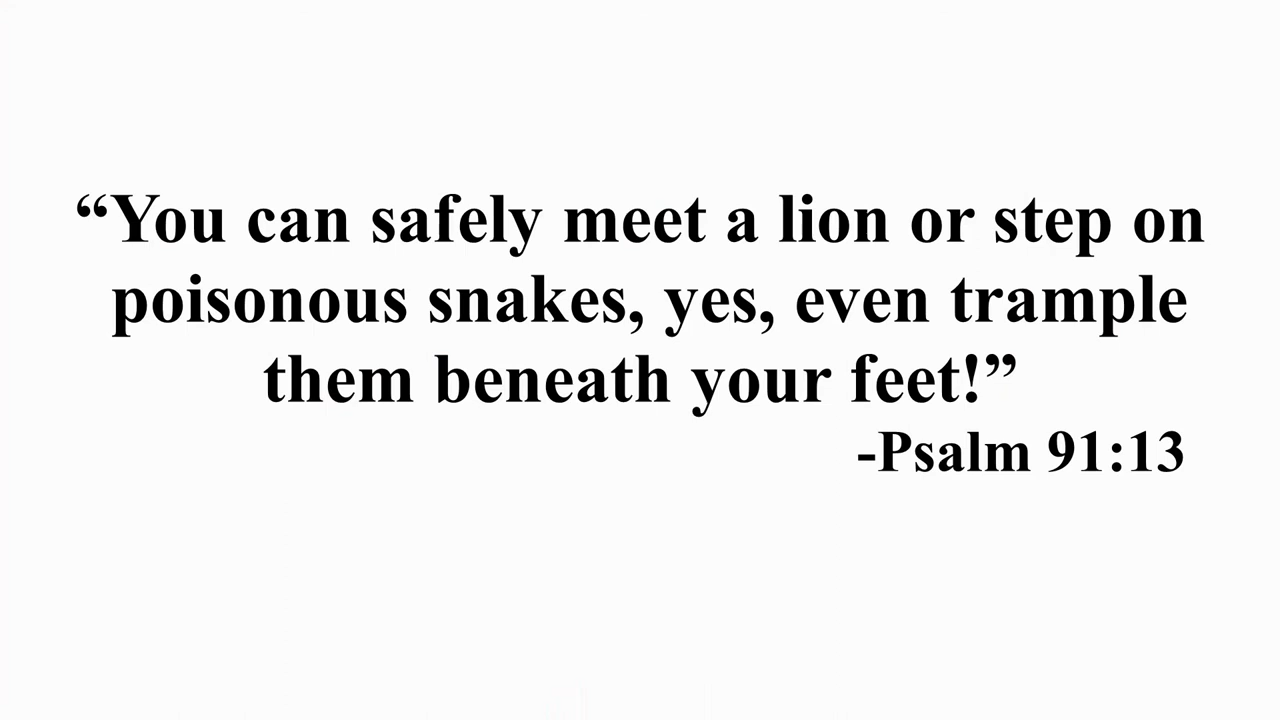 “You can safely meet a lion or step on
poisonous snakes, yes, even trample
them beneath your feet!”
-Psalm 91:13